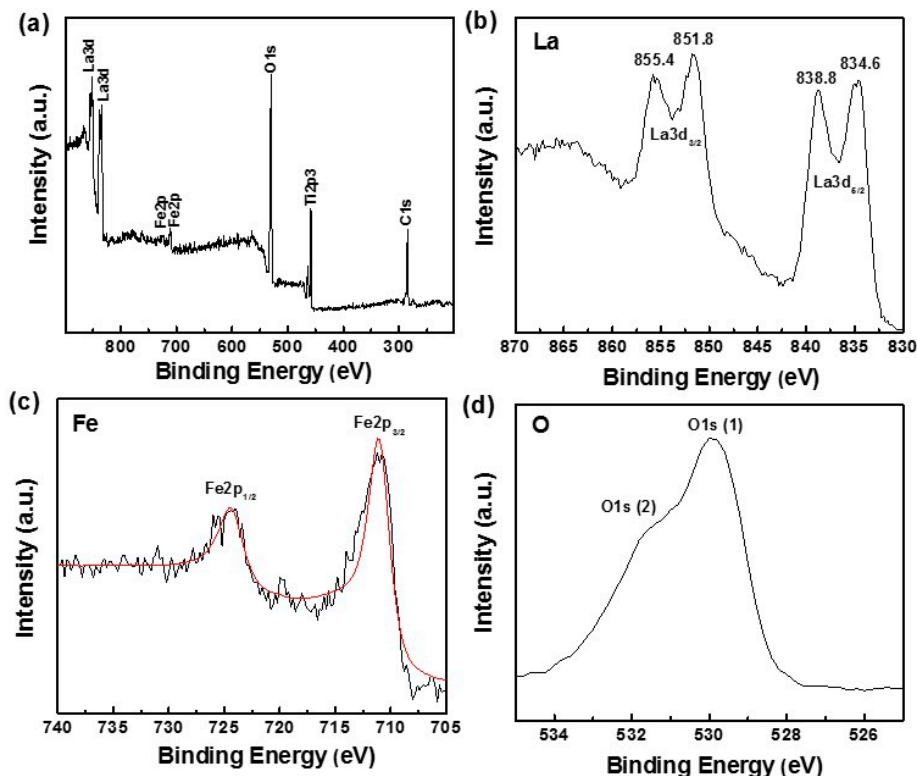 (a)
La3d
La3d
Fe2p
Fe2p
O1s
Ti2p3
C1s
Intensity (a.u.)
800 700 600 500 400 300
Binding Energy (eV)
(b)
La
855.4
851.8
838.8
834.6
La3d3/2
La3d5/2
Intensity (a.u.)
870 865 860 855 850 845 840 835 830
Binding Energy (eV)
(c)
Fe
Fe2p1/2
Fe2p3/2
Intensity (a.u.)
740 735 730 725 720 715 710 705
Binding Energy (eV)
(d)
O
O1s (1)
O1s (2)
Intensity (a.u.)
534 532 530 528 526
Binding Energy (eV)